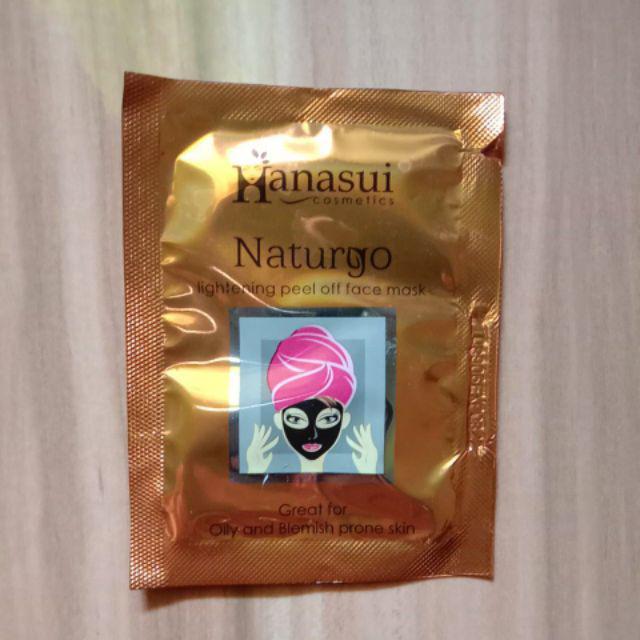 Hanasui
cosmetics
Naturgo
lightening peel off face mask
Great for
Oily and Blemish prone skin